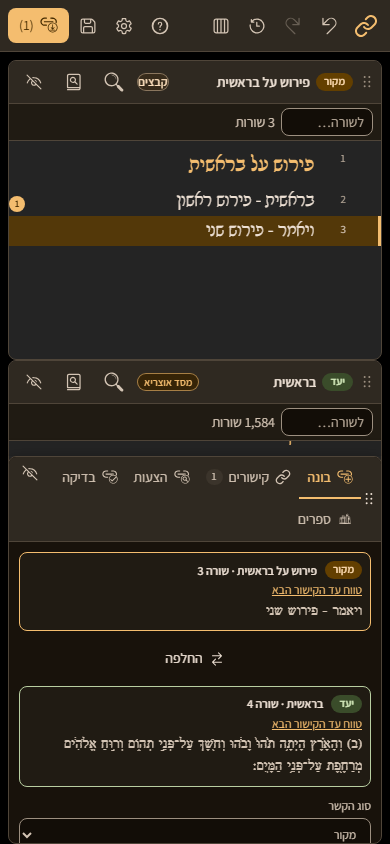 (1)
מקור פירוש על בראשית קבצים
לשורה... 3 שורות
1 פירוש על בראשית
2 בראשית - פירוש ראשון 1
3 ויאמר - פירוש שני
יעד בראשית מסד אוצריא
לשורה... 1,584 שורות
בונה קישורים 1 הצעות בדיקה
ספרים
מקור פירוש על בראשית · שורה 3
טווח עד הקישור הבא
ויאמר - פירוש שני
החלפה
יעד בראשית · שורה 4
טווח עד הקישור הבא
(ב) וְהָאָ֗רֶץ הָיְתָ֥ה תֹ֙הוּ֙ וָבֹ֔הוּ וְחֹ֖שֶׁךְ עַל־פְּנֵ֣י תְה֑וֹם וְר֣וּחַ אֱלֹהִ֔ים
מְרַחֶ֖פֶת עַל־פְּנֵ֥י הַמָּֽיִם׃
סוג הקשר
מקור